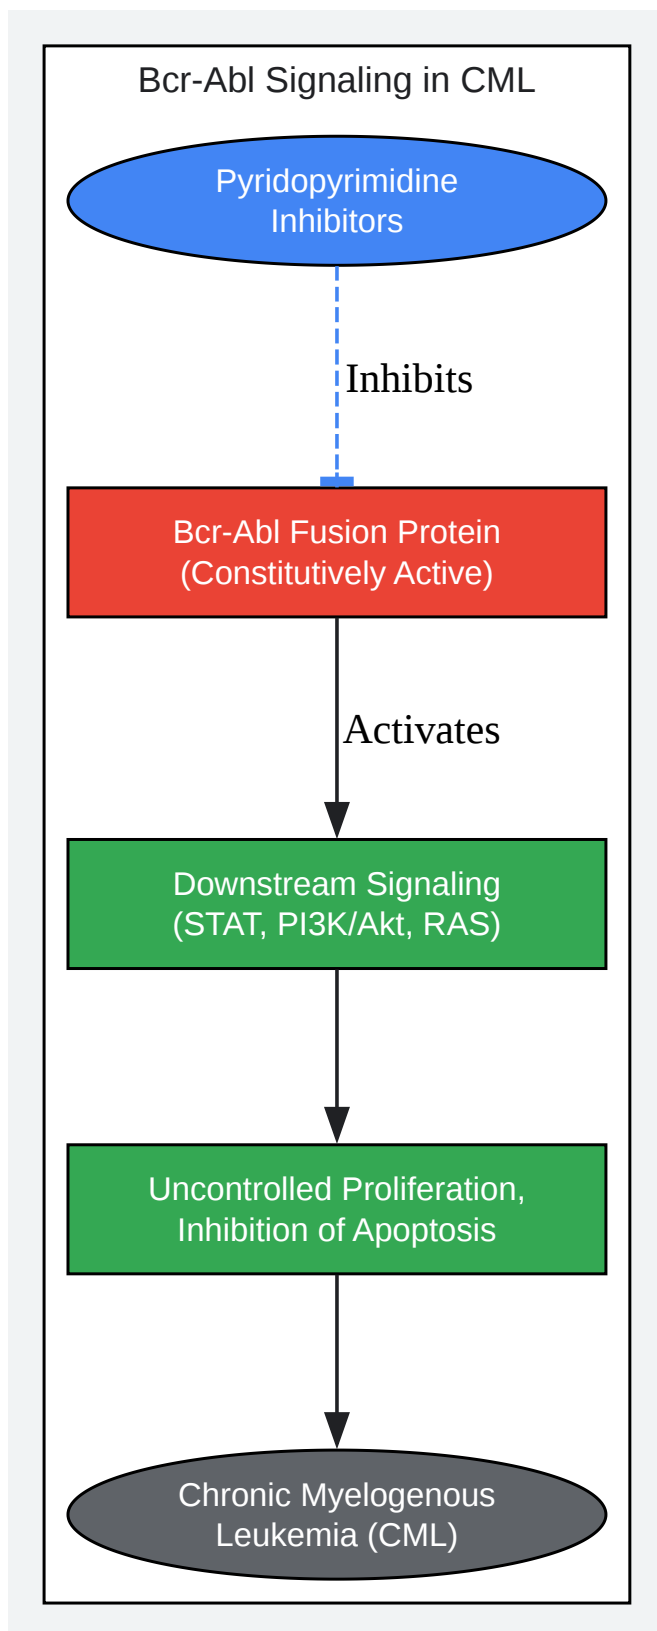 Bcr-Abl Signaling in CML
Pyridopyrimidine
Inhibitors
Inhibits
Bcr-Abl Fusion Protein
(Constitutively Active)
Activates
Downstream Signaling
(STAT, PI3K/Akt, RAS)
Uncontrolled Proliferation,
Inhibition of Apoptosis
Chronic Myelogenous
Leukemia (CML)